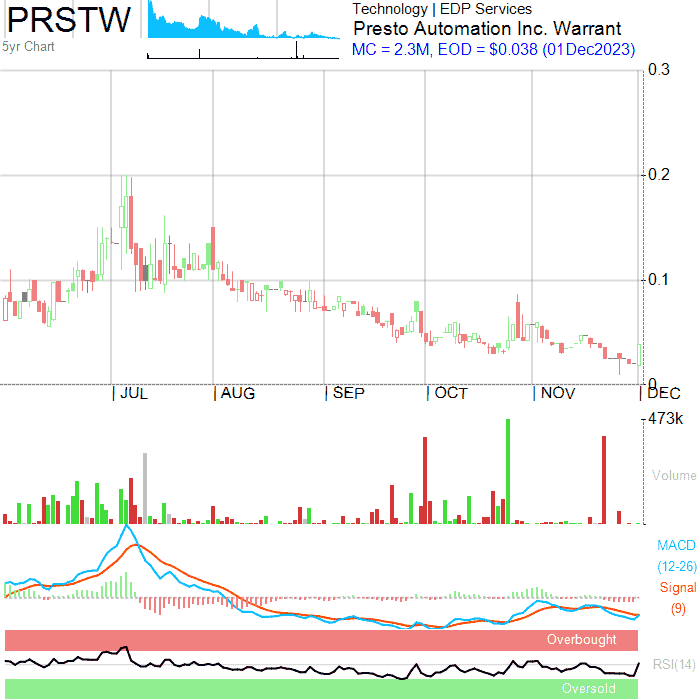 PRSTW
5yr Chart
Technology | EDP Services
Presto Automation Inc. Warrant
MC = 2.3M, EOD = $0.038 (01Dec2023)
0.3
0.2
0.1
0
JUL
AUG
SEP
OCT
NOV
DEC
473k
Volume
MACD
(12-26)
Signal
(9)
Overbought
RSI(14)
Oversold